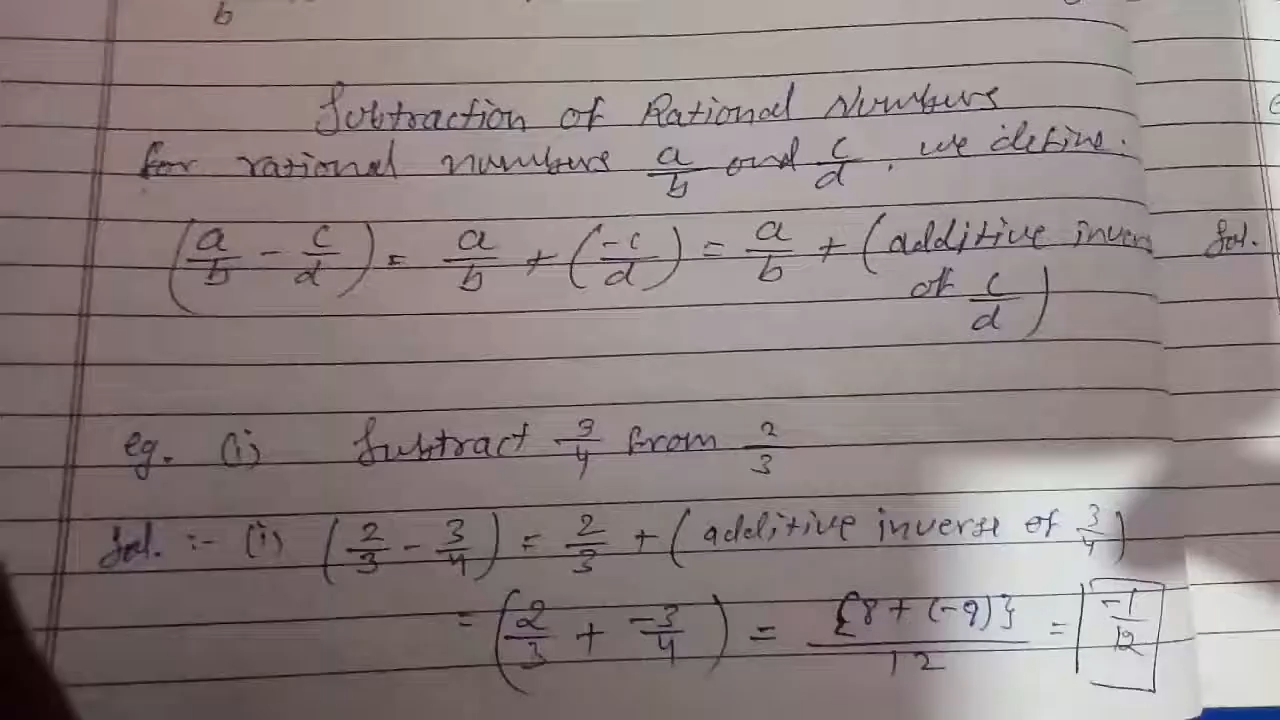 b
Subtraction of Rational Numbers
for rational numbers a/b and c/d, we define.
(a/b - c/d) = a/b + (-c/d) = a/b + (additive invers
of c/d)
Sol.
eg. (i) Subtract 3/4 from 2/3
Sol. :- (i) (2/3 - 3/4) = 2/3 + (additive inverse of 3/4)
= (2/3 + -3/4) = {8 + (-9)}/12 = -1/12